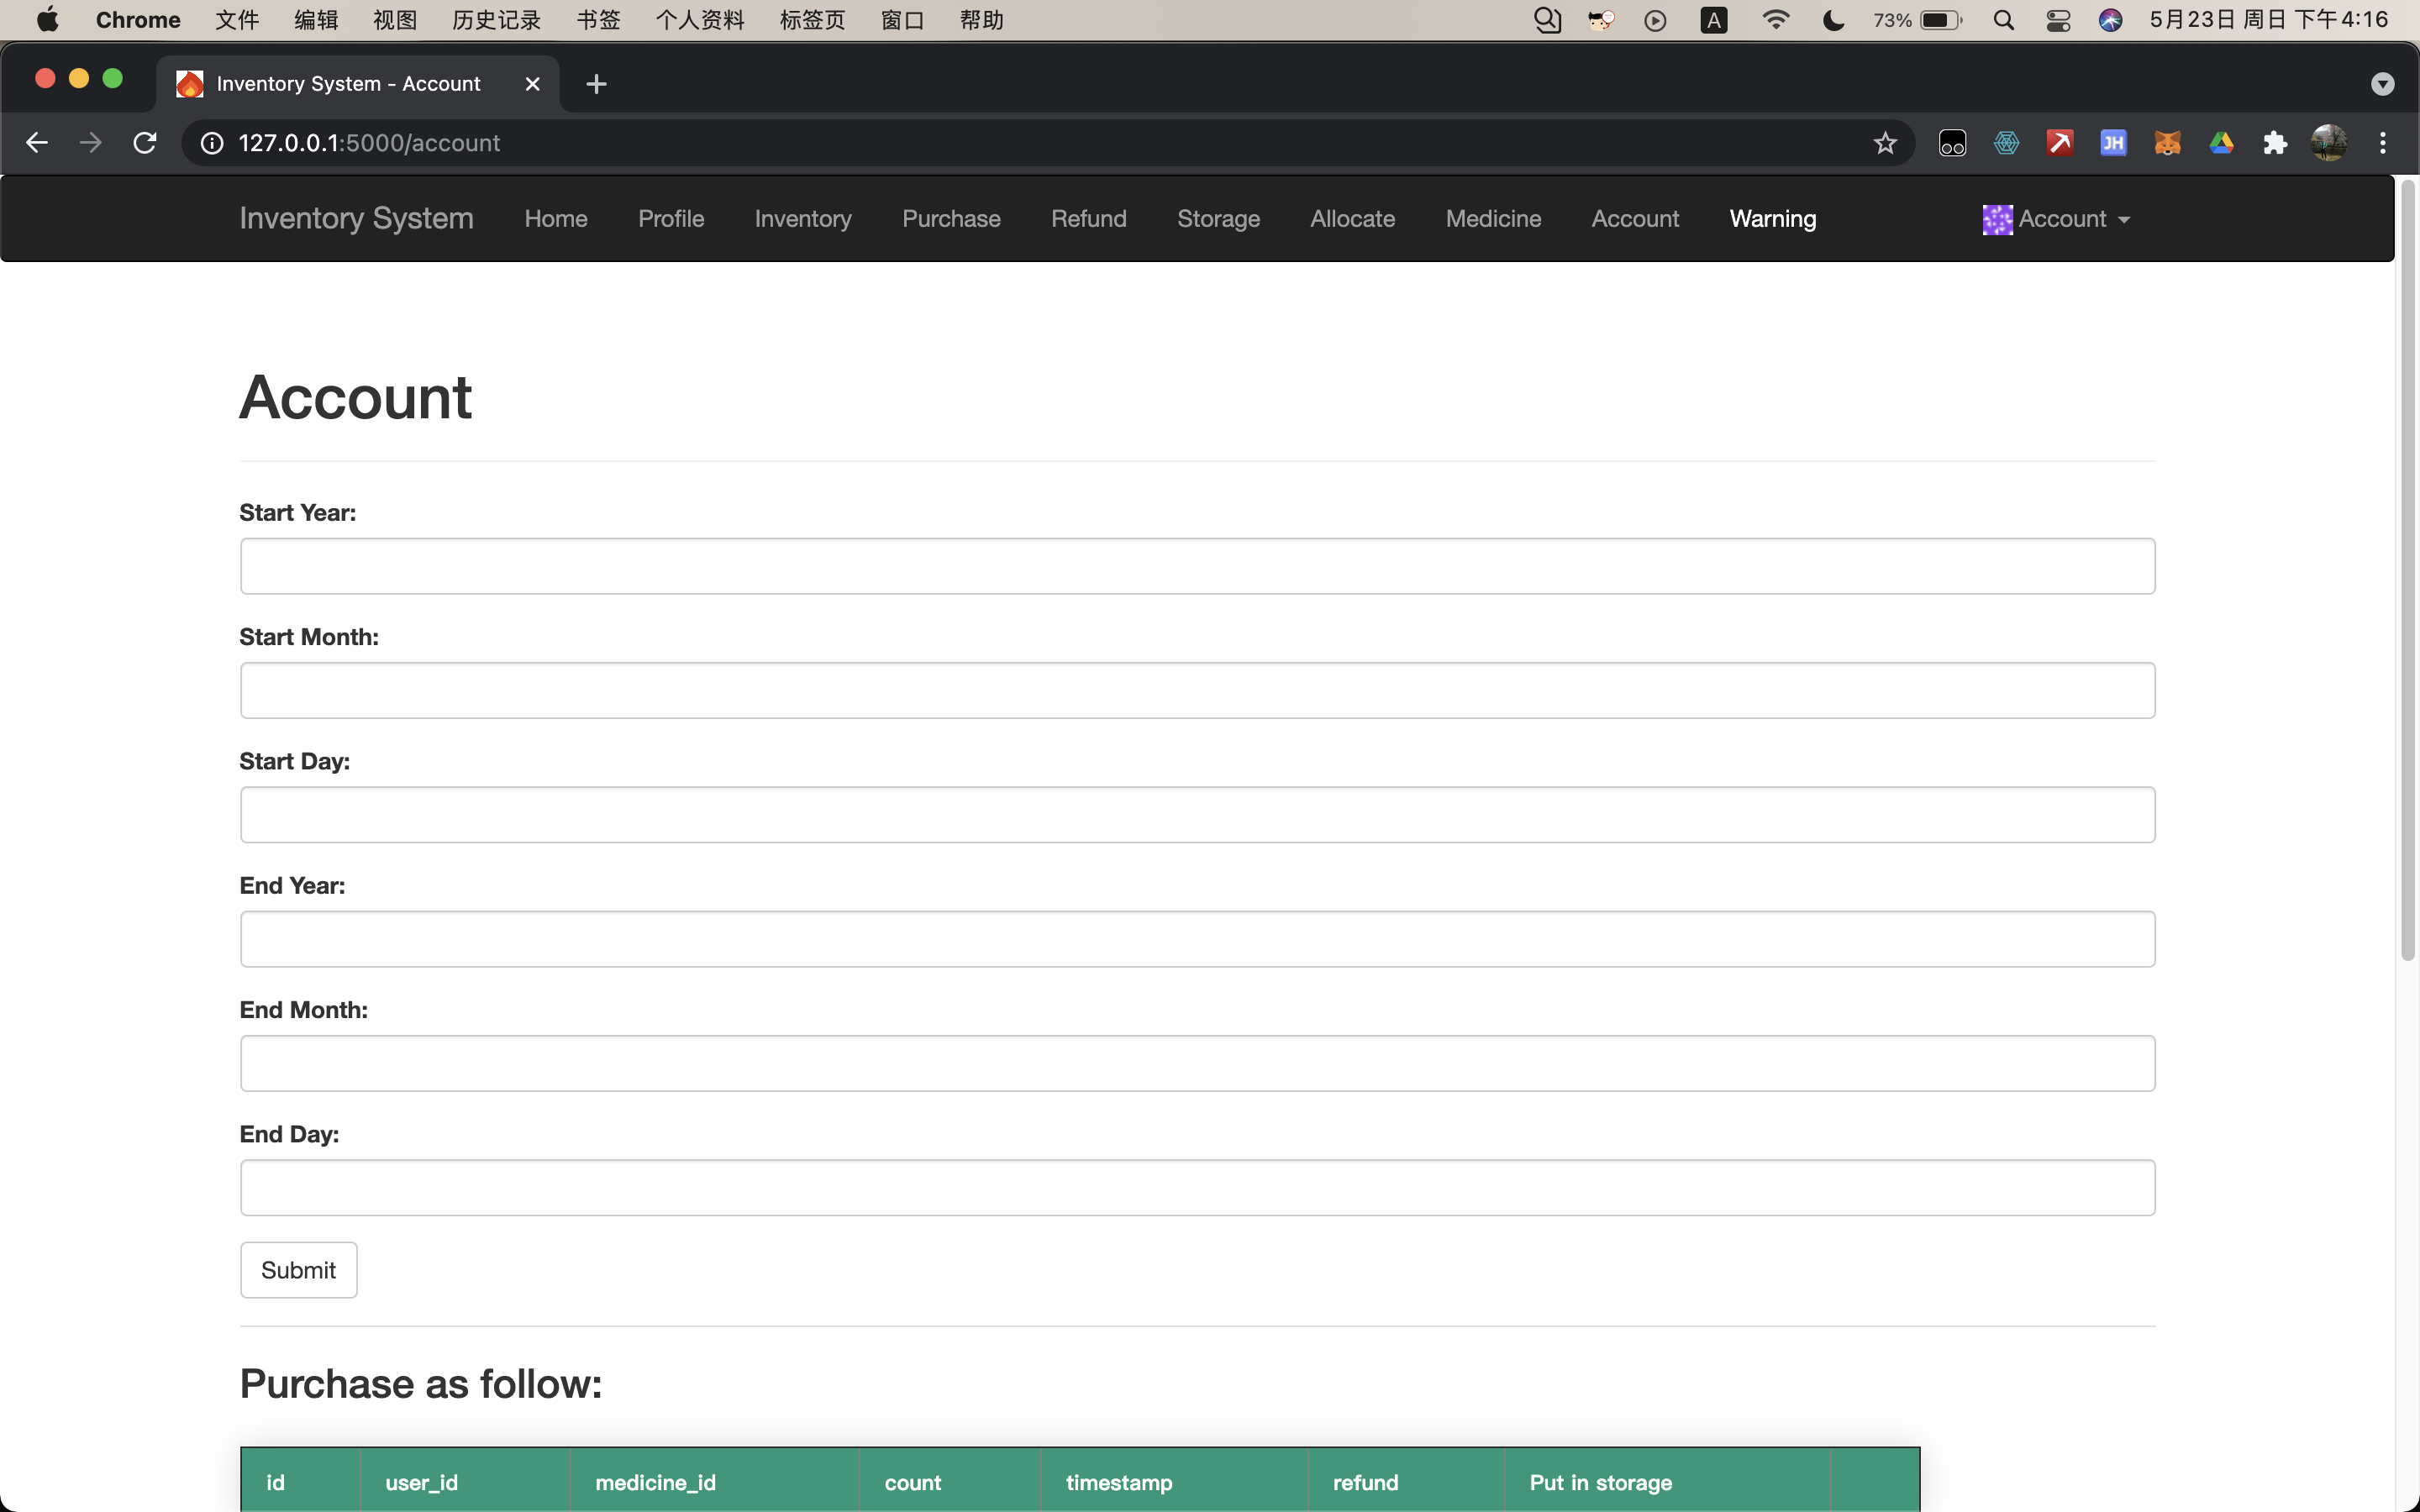 Chrome 文件 编辑 视图 历史记录 书签 个人资料 标签页 窗口 帮助 A 73% 5月23日 周日 下午4:16
Inventory System - Account
127.0.0.1:5000/account JH
Inventory System Home Profile Inventory Purchase Refund Storage Allocate Medicine Account Warning Account
Account
Start Year:
Start Month:
Start Day:
End Year:
End Month:
End Day:
Submit
Purchase as follow:
id user_id medicine_id count timestamp refund Put in storage